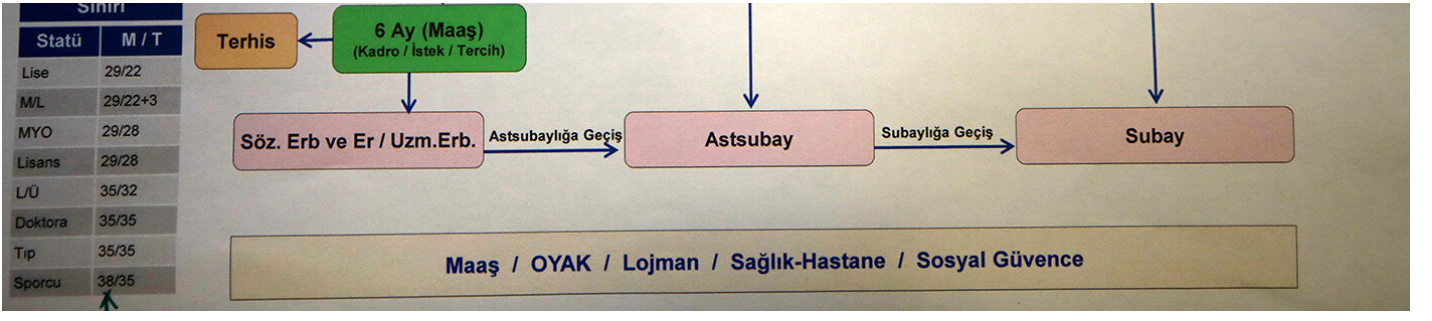 Sınırı
Statü M / T
Lise 29/22
M/L 29/22+3
MYO 29/28
Lisans 29/28
L/Ü 35/32
Doktora 35/35
Tıp 35/35
Sporcu 38/35
Terhis
6 Ay (Maaş)
(Kadro / İstek / Tercih)
Söz. Erb ve Er / Uzm.Erb.
Astsubaylığa Geçiş
Astsubay
Subaylığa Geçiş
Subay
Maaş / OYAK / Lojman / Sağlık-Hastane / Sosyal Güvence